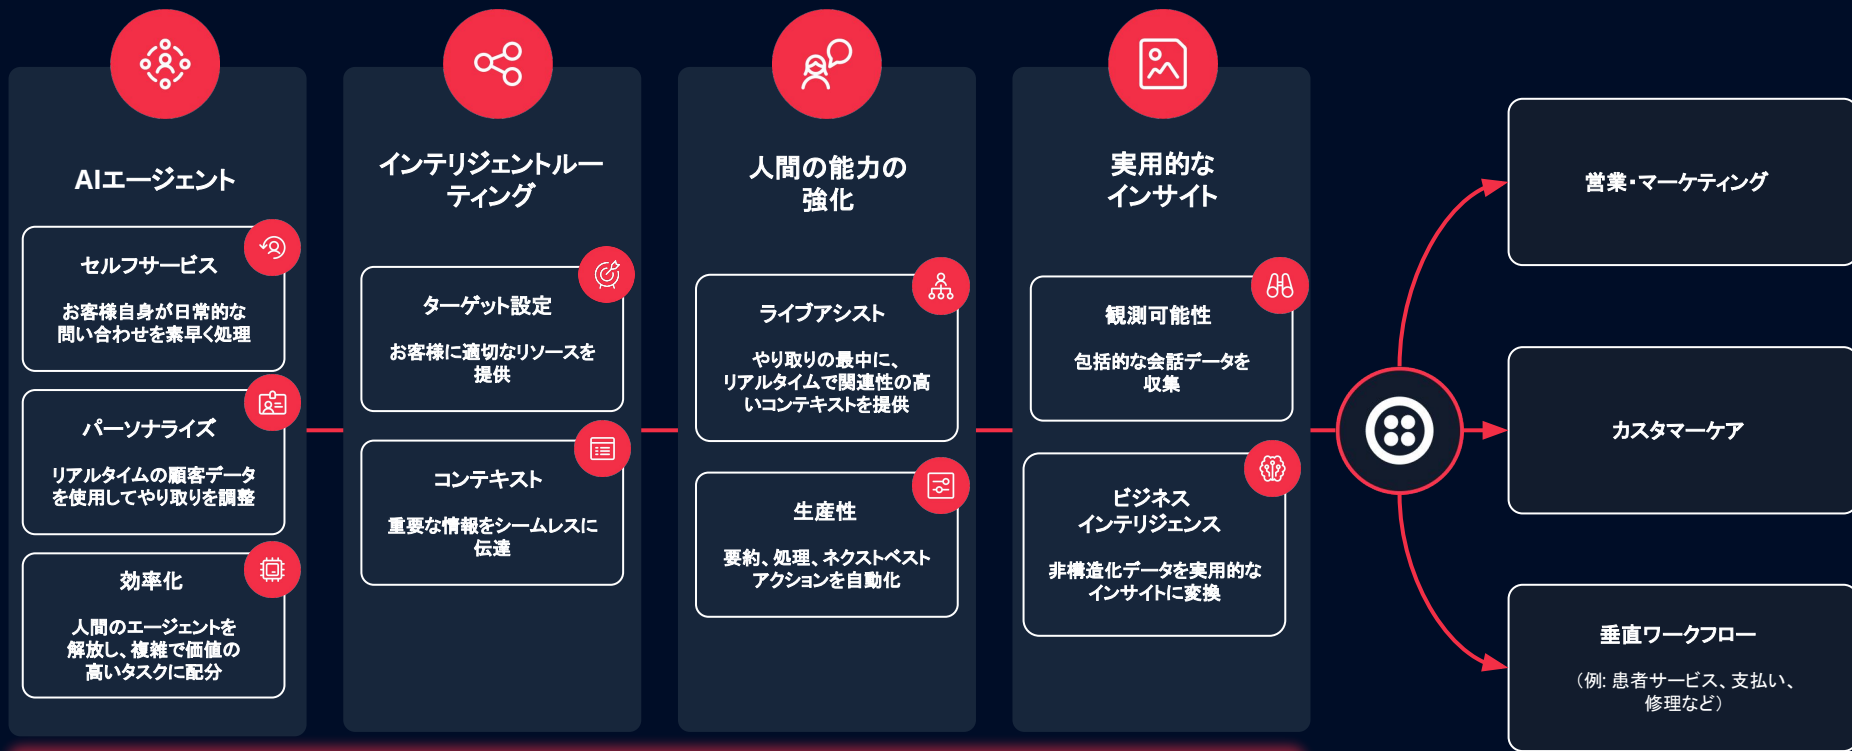 AIエージェント
セルフサービス
お客様自身が日常的な
問い合わせを素早く処理
パーソナライズ
リアルタイムの顧客データ
を使用してやり取りを調整
効率化
人間のエージェントを
解放し、複雑で価値の
高いタスクに配分
インテリジェントルー
ティング
ターゲット設定
お客様に適切なリソースを
提供
コンテキスト
重要な情報をシームレスに
伝達
人間の能力の
強化
ライブアシスト
やり取りの最中に、
リアルタイムで関連性の高
いコンテキストを提供
生産性
要約、処理、ネクストベスト
アクションを自動化
実用的な
インサイト
観測可能性
包括的な会話データを
収集
ビジネス
インテリジェンス
非構造化データを実用的な
インサイトに変換
営業・マーケティング
カスタマーケア
垂直ワークフロー
（例: 患者サービス、支払い、
修理など）